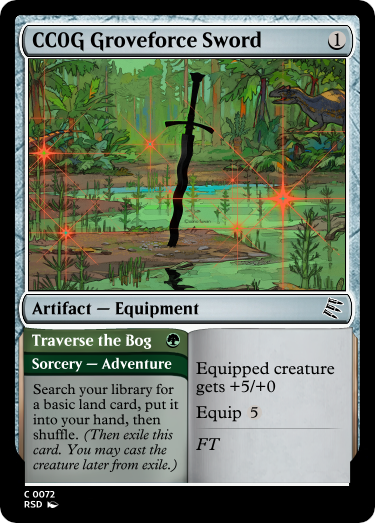 CC0G Groveforce Sword
1
Artifact — Equipment
Traverse the Bog
Sorcery — Adventure
Search your library for
a basic land card, put it
into your hand, then
shuffle. (Then exile this
card. You may cast the
creature later from exile.)
Equipped creature
gets +5/+0
Equip 5
FT
C 0072
RSD